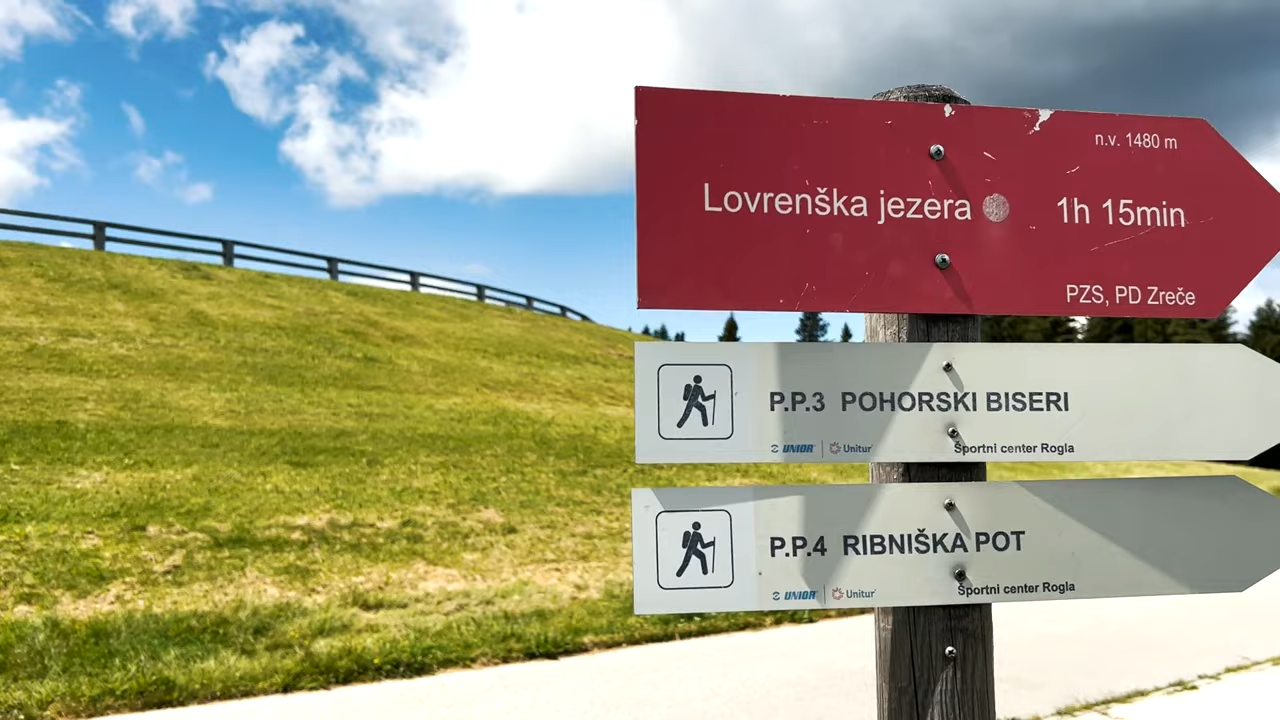 n.v. 1480 m
Lovrenška jezera 1h 15min
PZS, PD Zreče
P.P.3 POHORSKI BISERI
UNIOR Unitur Športni center Rogla
P.P.4 RIBNIŠKA POT
UNIOR Unitur Športni center Rogla